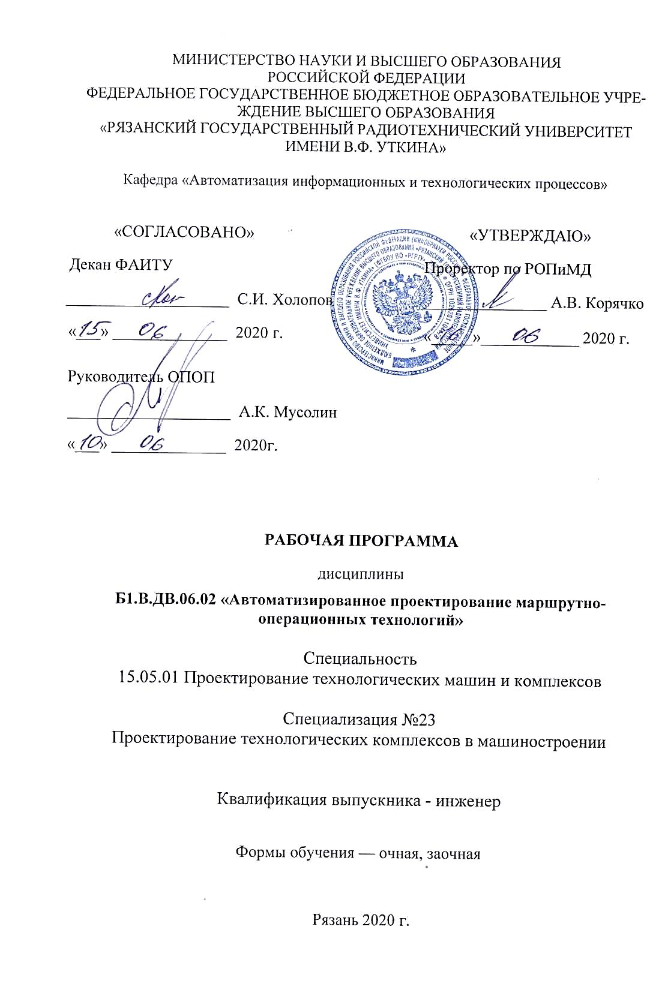 МИНИСТЕРСТВО НАУКИ И ВЫСШЕГО ОБРАЗОВАНИЯ
РОССИЙСКОЙ ФЕДЕРАЦИИ
ФЕДЕРАЛЬНОЕ ГОСУДАРСТВЕННОЕ БЮДЖЕТНОЕ ОБРАЗОВАТЕЛЬНОЕ УЧРЕ-
ЖДЕНИЕ ВЫСШЕГО ОБРАЗОВАНИЯ
«РЯЗАНСКИЙ ГОСУДАРСТВЕННЫЙ РАДИОТЕХНИЧЕСКИЙ УНИВЕРСИТЕТ
ИМЕНИ В.Ф. УТКИНА»
Кафедра «Автоматизация информационных и технологических процессов»
«СОГЛАСОВАНО»
Декан ФАИТУ
С.И. Холопов
«15» 06 2020 г.
Руководитель ОПОП
А.К. Мусолин
«10» 06 2020г.
«УТВЕРЖДАЮ»
Проректор по РОПиМД
А.В. Корячко
« » 06 2020 г.
РАБОЧАЯ ПРОГРАММА
дисциплины
Б1.В.ДВ.06.02 «Автоматизированное проектирование маршрутно-
операционных технологий»
Специальность
15.05.01 Проектирование технологических машин и комплексов
Специализация №23
Проектирование технологических комплексов в машиностроении
Квалификация выпускника - инженер
Формы обучения — очная, заочная
Рязань 2020 г.